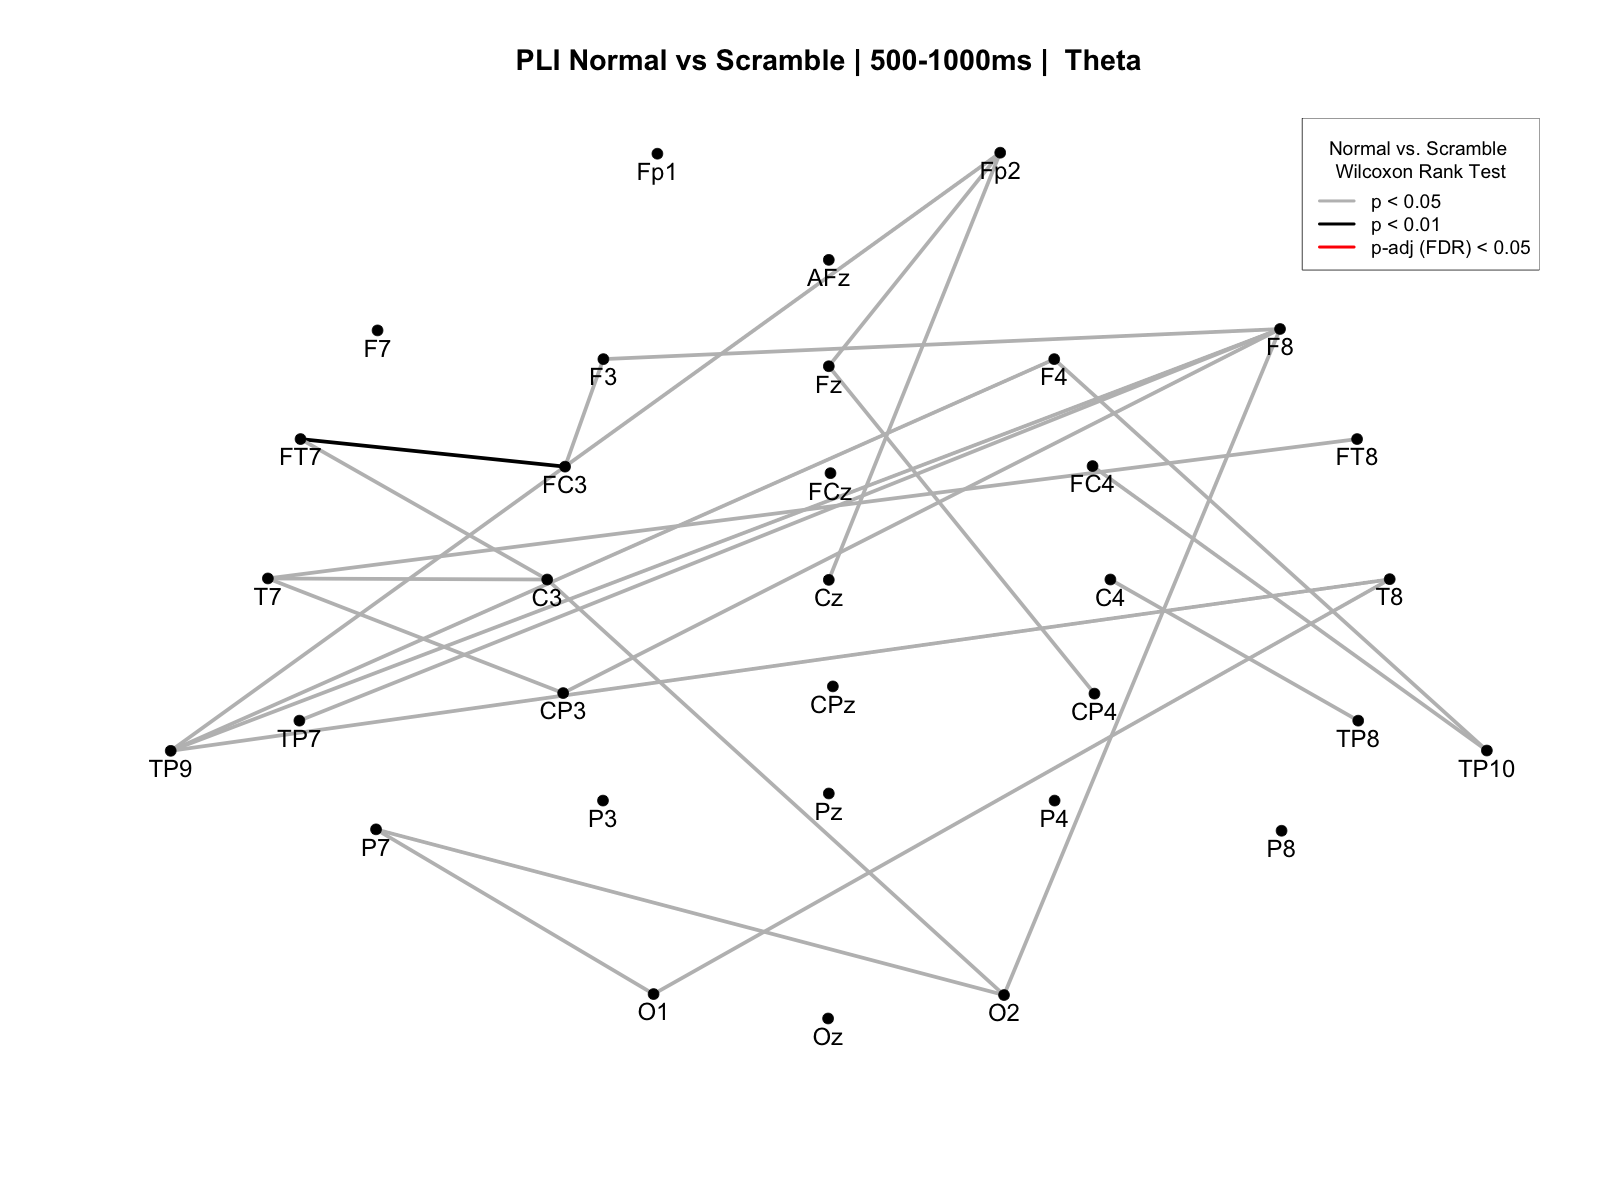 PLI Normal vs Scramble | 500-1000ms | Theta
Normal vs. Scramble
Wilcoxon Rank Test
p < 0.05
p < 0.01
p-adj (FDR) < 0.05
Fp1 Fp2
AFz
F7 F8
F3 Fz F4
FT7 FT8
FC3 FCz FC4
T7 C3 Cz C4 T8
CP3 CPz CP4
TP7 TP8
TP9 TP10
P3 Pz P4
P7 P8
O1 O2
Oz